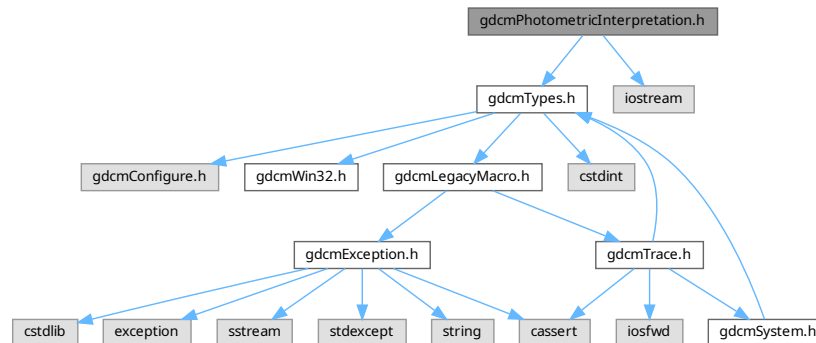 gdcmPhotometricInterpretation.h
gdcmTypes.h
iostream
gdcmConfigure.h
gdcmWin32.h
gdcmLegacyMacro.h
cstdint
gdcmException.h
gdcmTrace.h
cstdlib
exception
sstream
stdexcept
string
cassert
iosfwd
gdcmSystem.h